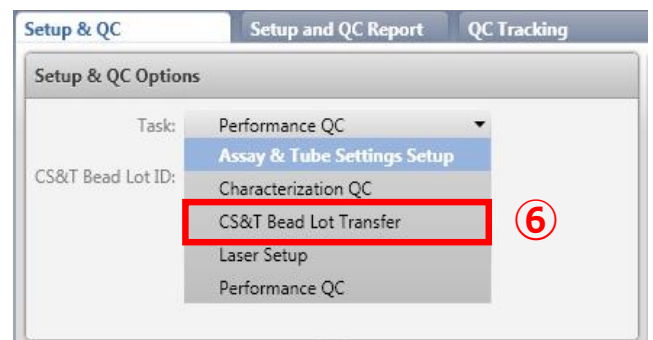 Setup & QC Setup and QC Report QC Tracking
Setup & QC Options
Task: Performance QC
Assay & Tube Settings Setup
CS&T Bead Lot ID:
Characterization QC
CS&T Bead Lot Transfer ⑥
Laser Setup
Performance QC